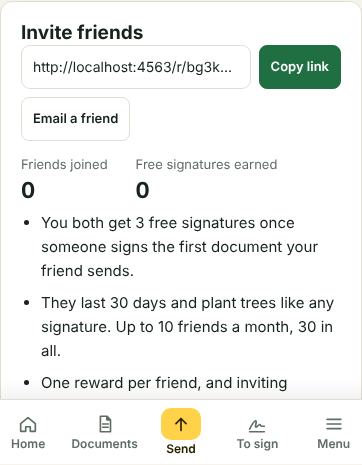 Invite friends
http://localhost:4563/r/bg3k...
Copy link
Email a friend
Friends joined
Free signatures earned
0
0
• You both get 3 free signatures once
someone signs the first document your
friend sends.
• They last 30 days and plant trees like any
signature. Up to 10 friends a month, 30 in
all.
• One reward per friend, and inviting
Home
Documents
Send
To sign
Menu